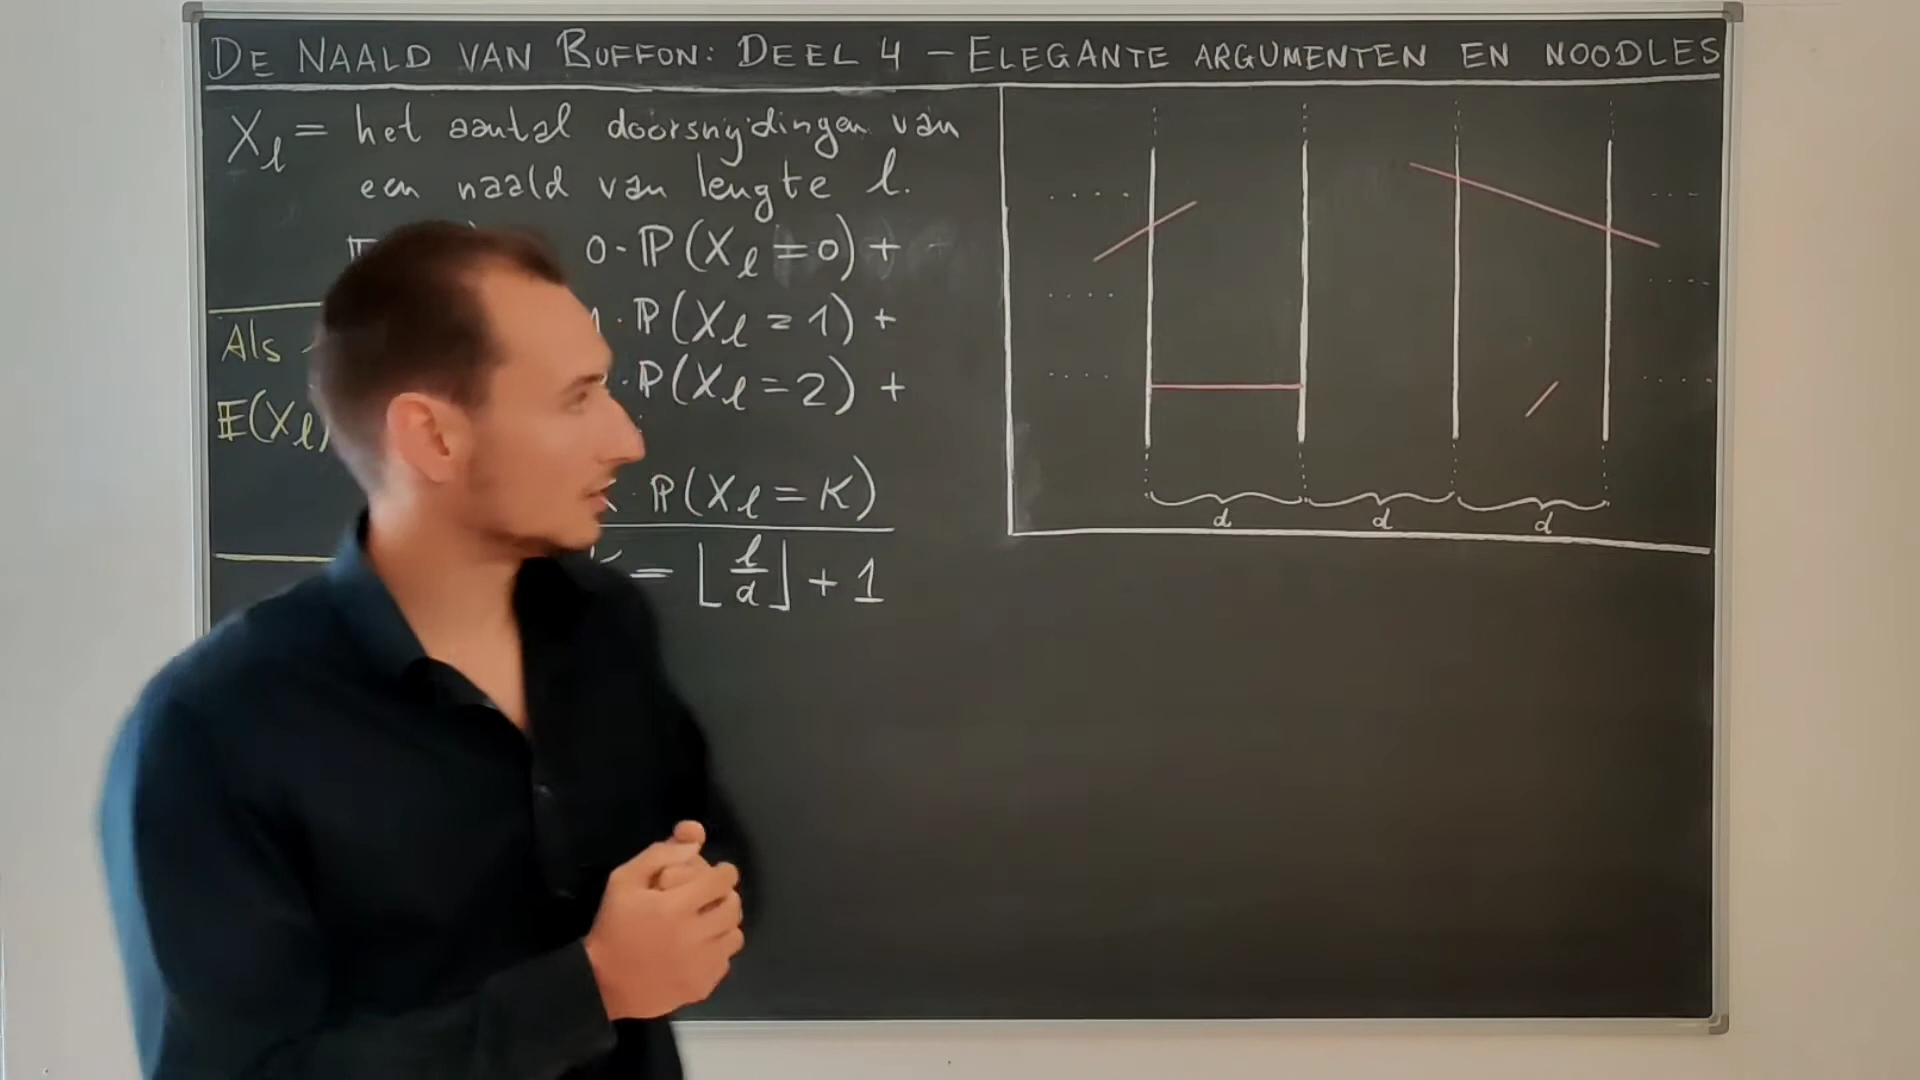 DE NAALD VAN BUFFON: DEEL 4 – ELEGANTE ARGUMENTEN EN NOODLES
Xℓ = het aantal doorsnijdingen van
een naald van lengte ℓ.
0·ℙ(Xℓ=0) +
·ℙ(Xℓ=1) +
·ℙ(Xℓ=2) +
·ℙ(Xℓ=K)
= ⌊ℓ/d⌋ + 1
Als
𝔼(Xℓ)
d d d